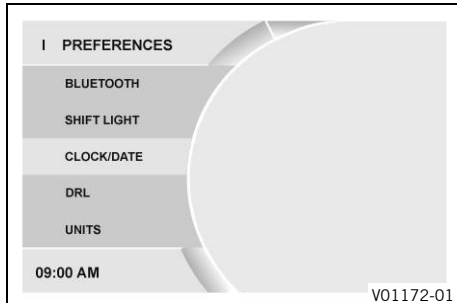 I PREFERENCES
BLUETOOTH
SHIFT LIGHT
CLOCK/DATE
DRL
UNITS
09:00 AM
V01172-01